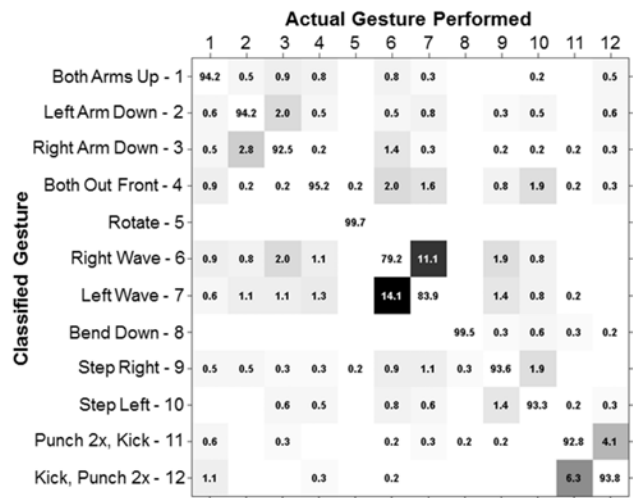 Actual Gesture Performed
1 2 3 4 5 6 7 8 9 10 11 12
Classified Gesture
Both Arms Up - 1 94.2 0.5 0.9 0.8 0.8 0.3 0.2 0.5
Left Arm Down - 2 0.6 94.2 2.0 0.5 0.5 0.8 0.3 0.5 0.6
Right Arm Down - 3 0.5 2.8 92.5 0.2 1.4 0.3 0.2 0.2 0.2 0.3
Both Out Front - 4 0.9 0.2 0.2 95.2 0.2 2.0 1.6 0.8 1.9 0.2 0.3
Rotate - 5 99.7
Right Wave - 6 0.9 0.8 2.0 1.1 79.2 11.1 1.9 0.8
Left Wave - 7 0.6 1.1 1.1 1.3 14.1 83.9 1.4 0.8 0.2
Bend Down - 8 99.5 0.3 0.6 0.3 0.2
Step Right - 9 0.5 0.5 0.3 0.3 0.2 0.9 1.1 0.3 93.6 1.9
Step Left - 10 0.6 0.5 0.8 0.6 1.4 93.3 0.2 0.3
Punch 2x, Kick - 11 0.6 0.3 0.2 0.3 0.2 0.2 92.8 4.1
Kick, Punch 2x - 12 1.1 0.3 0.2 6.3 93.8